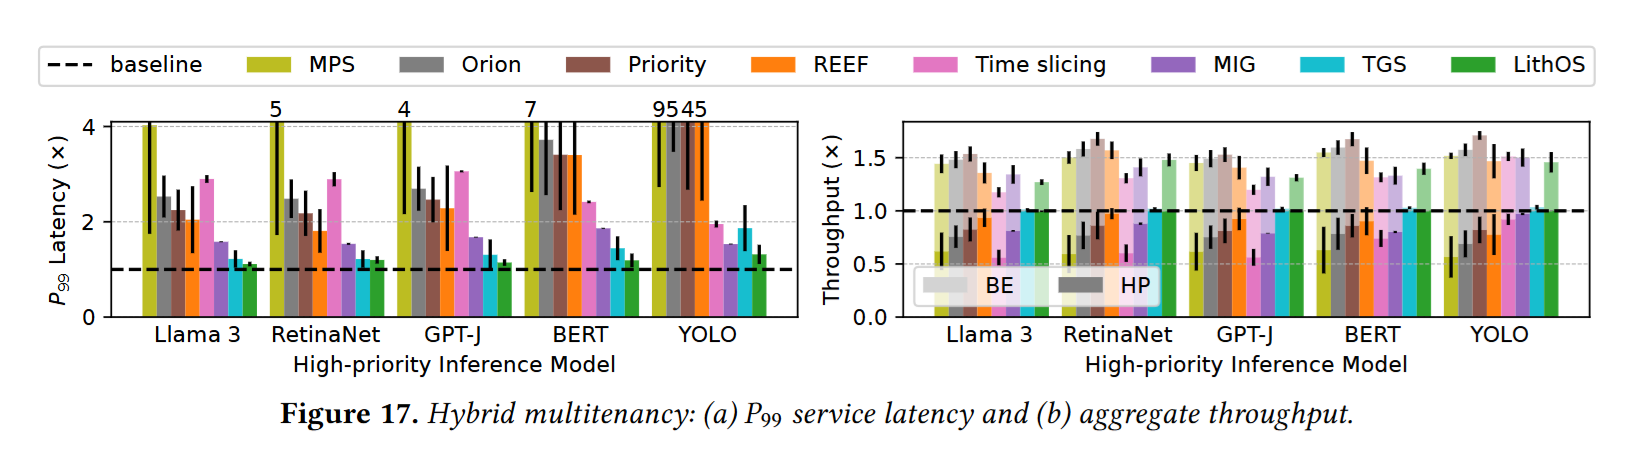 baseline MPS Orion Priority REEF Time slicing MIG TGS LithOS
5 4 7 9545
P99 Latency (×)
4
2
0
Llama 3 RetinaNet GPT-J BERT YOLO
High-priority Inference Model
Throughput (×)
1.5
1.0
0.5
0.0
BE HP
Llama 3 RetinaNet GPT-J BERT YOLO
High-priority Inference Model
Figure 17. Hybrid multitenancy: (a) P99 service latency and (b) aggregate throughput.